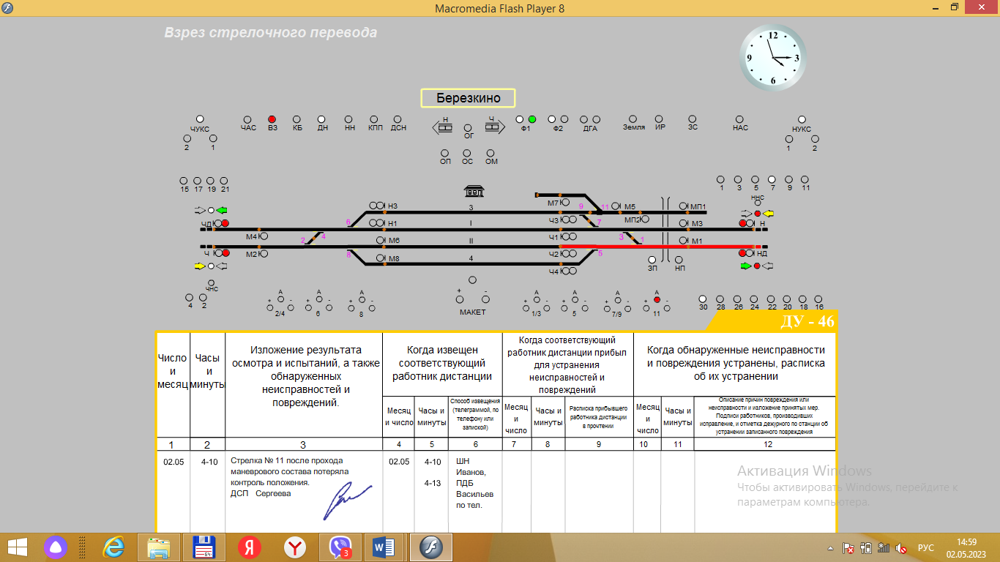 Macromedia Flash Player 8
Взрез стрелочного перевода
12
9 3
6
Березкино
ЧУКС ЧАС ВЗ КБ ДН НН КПП ДСН Н Ч ОГ Ф1 Ф2 ДГА Земля ИР ЗС НАС НУКС
2 1 1 2
ОП ОС ОМ
15 17 19 21 1 3 5 7 9 11
ННС
М7 9 11 М5 МП1
Н3 3
6 Ч3 7 МП2
ЧД Н1 I М3 Н
М4 2 4 М6 II Ч1 3 1 М1
Ч М2 8 М8 4 Ч2 5 НД
ЗП НП
Ч4
ЧНС
4 2
+ А - + А - + А - + - + А - + А - + А - + А -
2/4 6 8 МАКЕТ 1/3 5 7/9 11 30 28 26 24 22 20 18 16
ДУ - 46
Число
и
месяц
Часы
и
минуты
Изложение результата
осмотра и испытаний, а также
обнаруженных
неисправностей и
повреждений.
Когда извещен
соответствующий
работник дистанции
Когда соответствующий
работник дистанции прибыл
для устранения
неисправностей и
повреждений
Когда обнаруженные неисправности
и повреждения устранены, расписка
об их устранении
Месяц
и число
Часы и
минуты
Способ извещения
(телеграммой, по
телефону или
запиской)
Месяц
и
число
Часы и
минуты
Расписка прибывшего
работника дистанции
в прочтении
Месяц
и
число
Часы и
минуты
Описание причин повреждения или
неисправности и изложение принятых мер.
Подписи работников, производивших
исправление, и отметка дежурного по станции об
устранении записанного повреждения
1 2 3 4 5 6 7 8 9 10 11 12
02.05
4-10
Стрелка № 11 после прохода
маневрового состава потеряла
контроль положения.
ДСП Сергеева
02.05
4-10
4-13
ШН
Иванов,
ПДБ
Васильев
по тел.
Активация Windows
Чтобы активировать Windows, перейдите к
параметрам компьютера.
64
Я
Y
3
W
РУС
14:59
02.05.2023